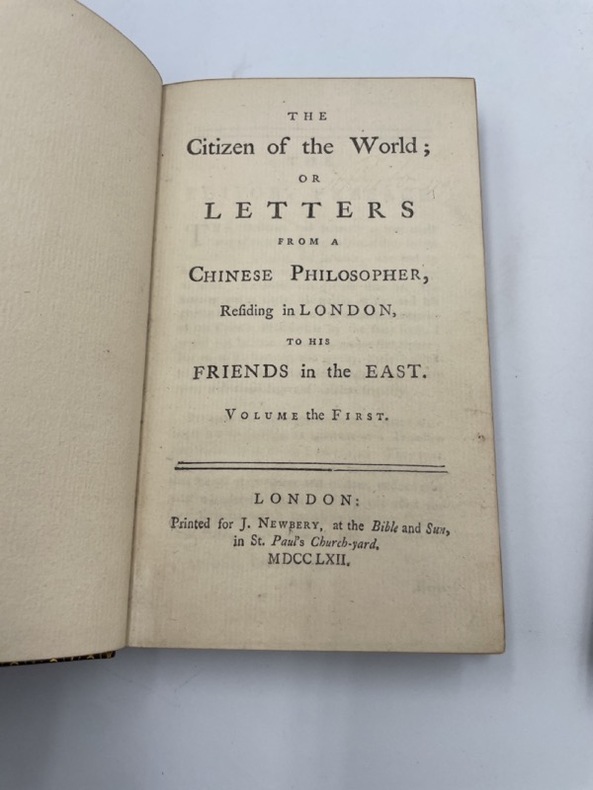 THE
Citizen of the World;
OR
LETTERS
FROM A
CHINESE PHILOSOPHER,
Reſiding in LONDON,
TO HIS
FRIENDS in the EAST.
VOLUME the FIRST.
LONDON:
Printed for J. NEWBERY, at the Bible and Sun,
in St. Paul's Church-yard.
MDCCLXII.